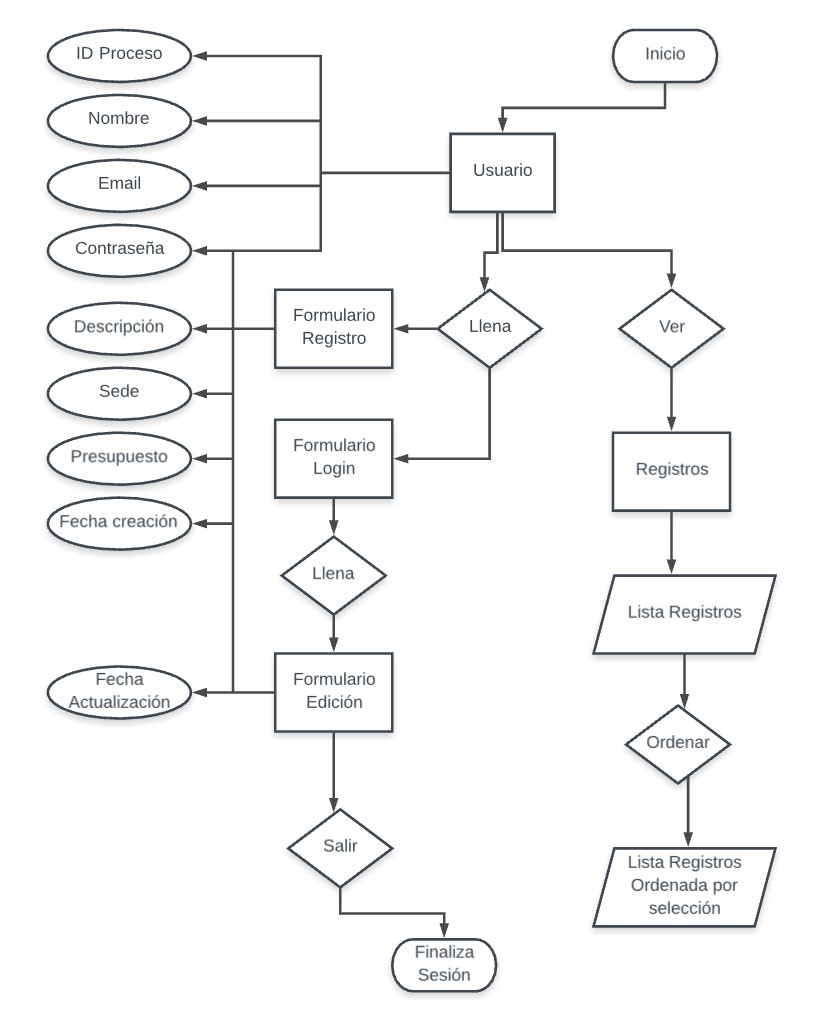 ID Proceso
Inicio
Nombre
Usuario
Email
Contraseña
Descripción
Formulario
Registro
Llena
Ver
Sede
Presupuesto
Formulario
Login
Registros
Fecha creación
Llena
Lista Registros
Fecha
Actualización
Formulario
Edición
Ordenar
Salir
Lista Registros
Ordenada por
selección
Finaliza
Sesión